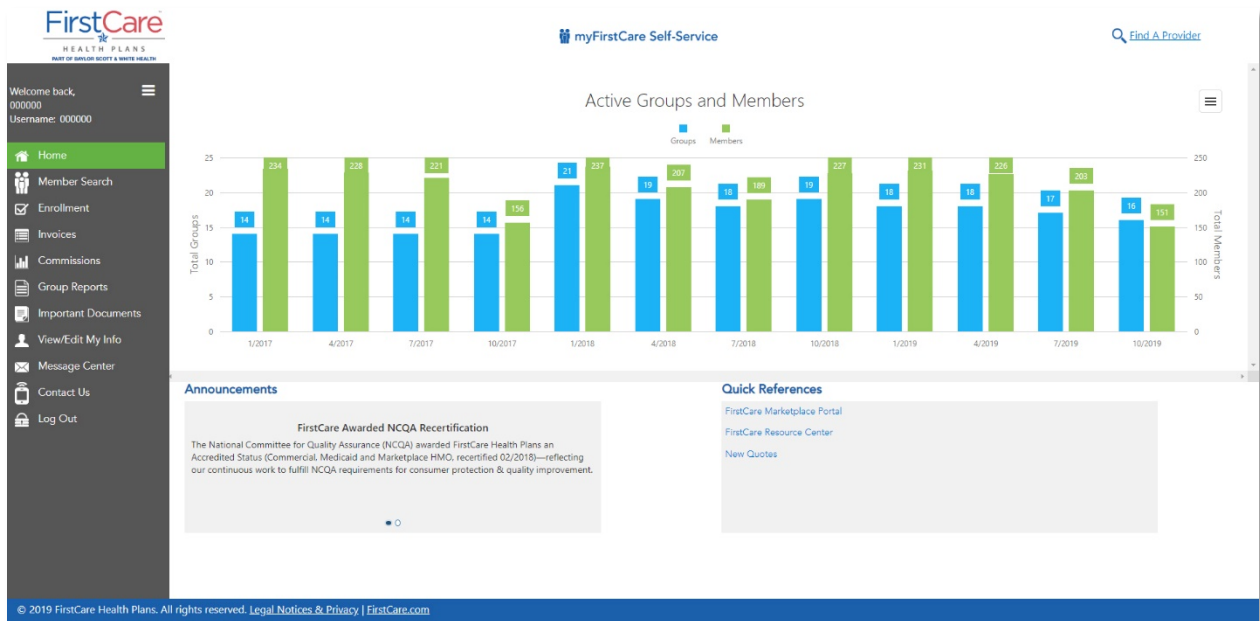 FirstCare
HEALTH PLANS
PART OF BAYLOR SCOTT & WHITE HEALTH
myFirstCare Self-Service
Find A Provider
Welcome back,
000000
Username: 000000
Home
Member Search
Enrollment
Invoices
Commissions
Group Reports
Important Documents
View/Edit My Info
Message Center
Contact Us
Log Out
Active Groups and Members
Groups Members
25 250
20 200
15 150
10 100
5 50
0 0
Total Groups
Total Members
14 234 14 228 14 221 14 156 21 237 19 207 18 189 19 227 18 231 18 226 17 203 16 151
1/2017 4/2017 7/2017 10/2017 1/2018 4/2018 7/2018 10/2018 1/2019 4/2019 7/2019 10/2019
Announcements
FirstCare Awarded NCQA Recertification
The National Committee for Quality Assurance (NCQA) awarded FirstCare Health Plans an
Accredited Status (Commercial, Medicaid and Marketplace HMO, recertified 02/2018)—reflecting
our continuous work to fulfill NCQA requirements for consumer protection & quality improvement.
Quick References
FirstCare Marketplace Portal
FirstCare Resource Center
New Quotes
© 2019 FirstCare Health Plans. All rights reserved. Legal Notices & Privacy | FirstCare.com